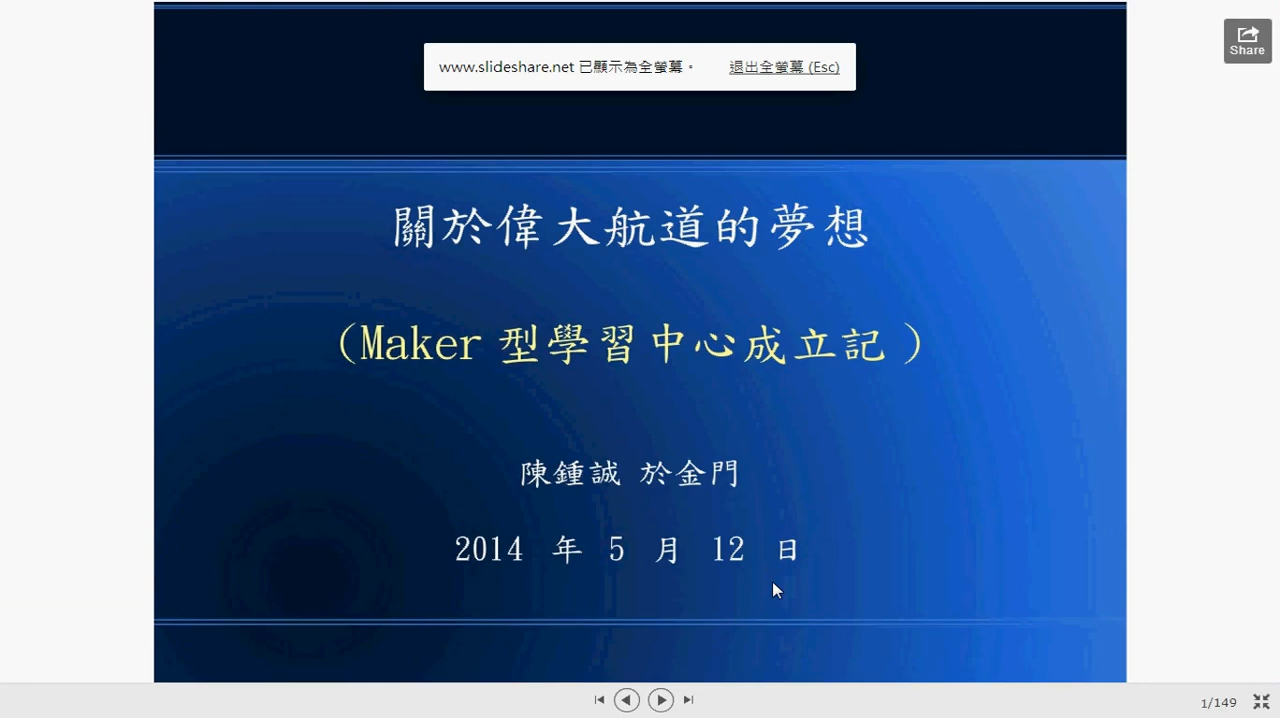 Share
www.slideshare.net 已顯示為全螢幕。 退出全螢幕 (Esc)
關於偉大航道的夢想
(Maker 型學習中心成立記)
陳鍾誠 於金門
2014 年 5 月 12 日
1/149